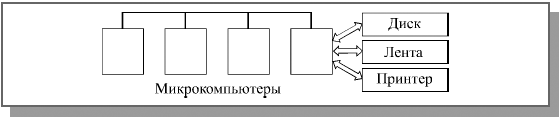 Диск
Лента
Принтер
Микрокомпьютеры